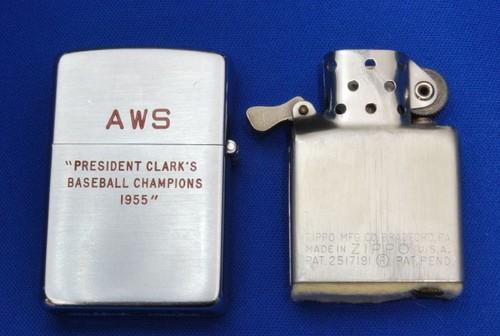 AWS
"PRESIDENT CLARK'S
BASEBALL CHAMPIONS
1955"
ZIPPO MFG. CO. BRADFORD, PA.
MADE IN ZIPPO U.S.A.
PAT. 2517191 ® PAT. PEND.